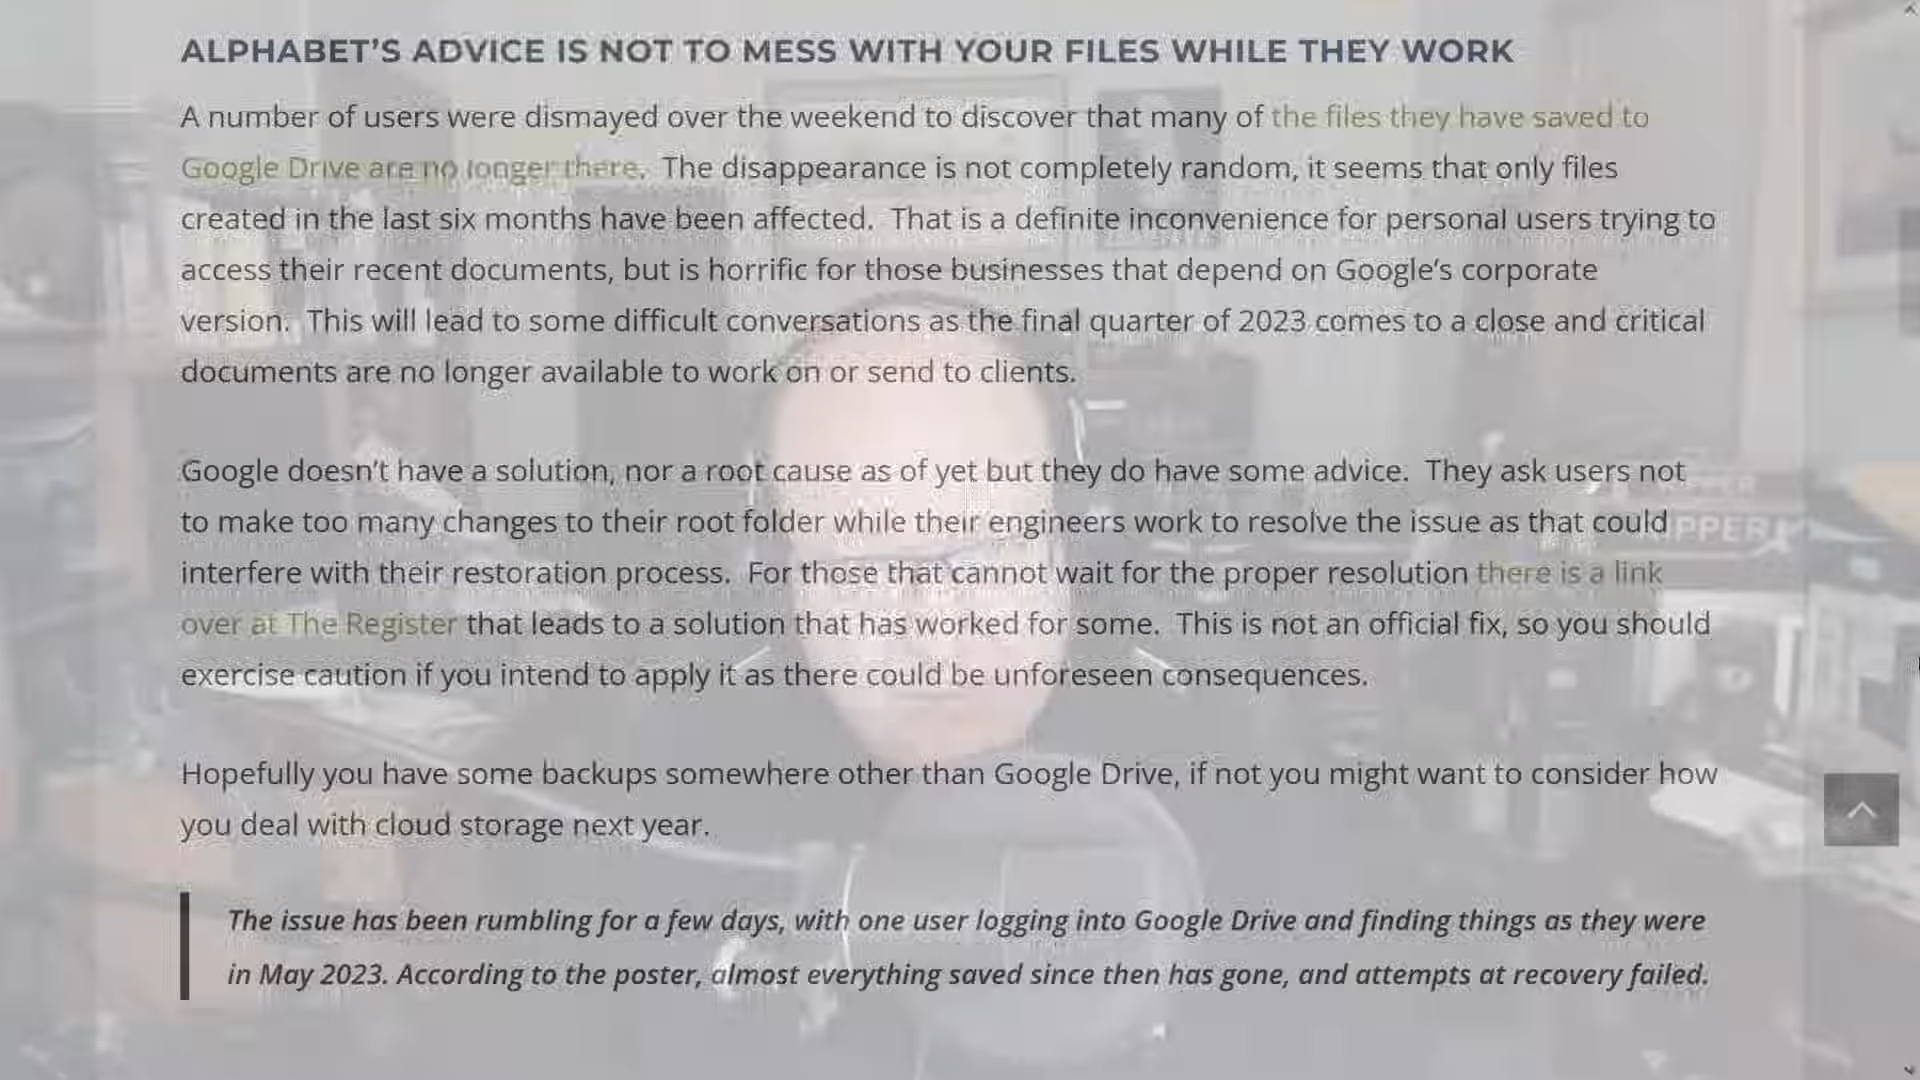 ALPHABET'S ADVICE IS NOT TO MESS WITH YOUR FILES WHILE THEY WORK
A number of users were dismayed over the weekend to discover that many of the files they have saved to
Google Drive are no longer there. The disappearance is not completely random, it seems that only files
created in the last six months have been affected. That is a definite inconvenience for personal users trying to
access their recent documents, but is horrific for those businesses that depend on Google's corporate
version. This will lead to some difficult conversations as the final quarter of 2023 comes to a close and critical
documents are no longer available to work on or send to clients.
Google doesn't have a solution, nor a root cause as of yet but they do have some advice. They ask users not
to make too many changes to their root folder while their engineers work to resolve the issue as that could
interfere with their restoration process. For those that cannot wait for the proper resolution there is a link
over at The Register that leads to a solution that has worked for some. This is not an official fix, so you should
exercise caution if you intend to apply it as there could be unforeseen consequences.
Hopefully you have some backups somewhere other than Google Drive, if not you might want to consider how
you deal with cloud storage next year.
The issue has been rumbling for a few days, with one user logging into Google Drive and finding things as they were
in May 2023. According to the poster, almost everything saved since then has gone, and attempts at recovery failed.